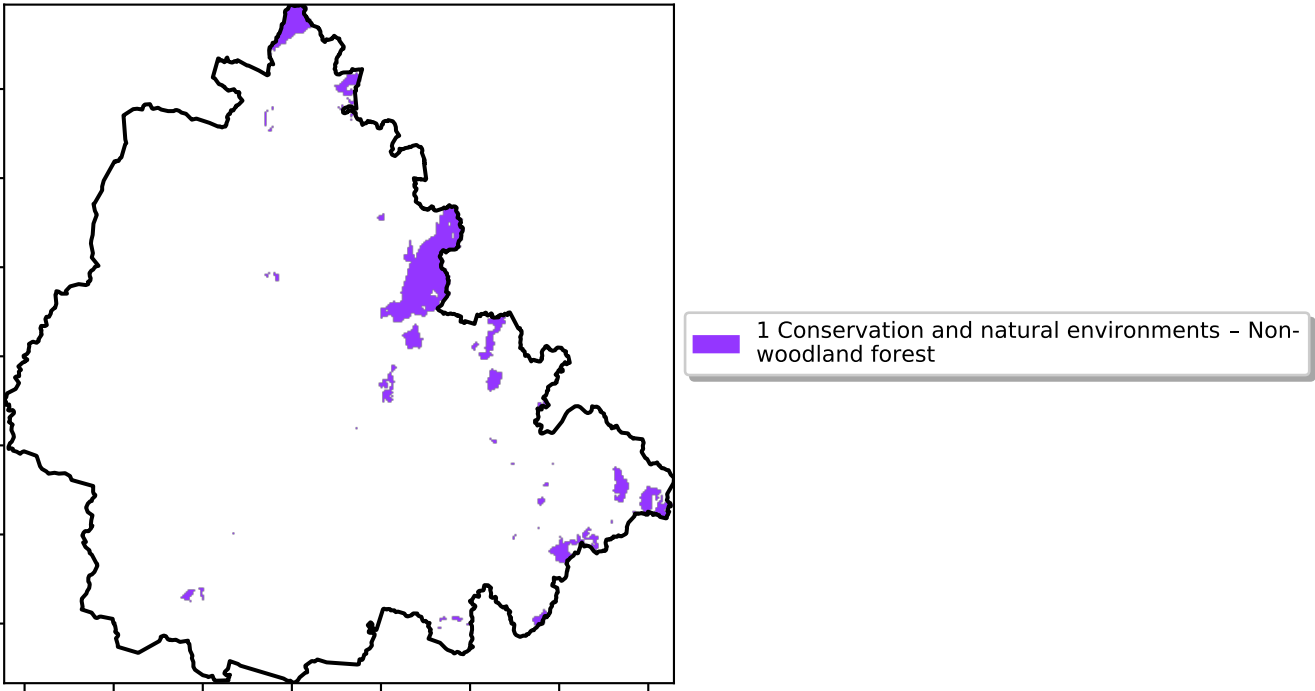 1 Conservation and natural environments – Non-
woodland forest